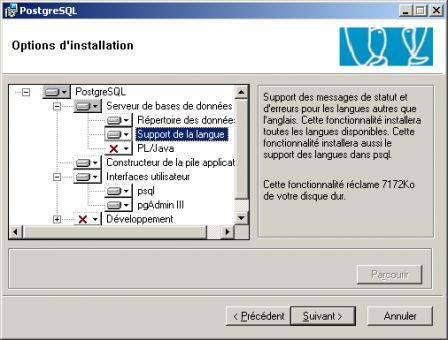 PostgreSQL
Options d'installation
PostgreSQL
Serveur de bases de données
Répertoire des données
Support de la langue
PL/Java
Constructeur de la pile applicat
Interfaces utilisateur
psql
pgAdmin III
Développement
Support des messages de statut et
d'erreurs pour les langues autres que
l'anglais. Cette fonctionnalité installera
toutes les langues disponibles. Cette
fonctionnalité installera aussi le
support des langues dans psql.
Cette fonctionnalité réclame 7172Ko
de votre disque dur.
Parcourir
< Précédent
Suivant >
Annuler